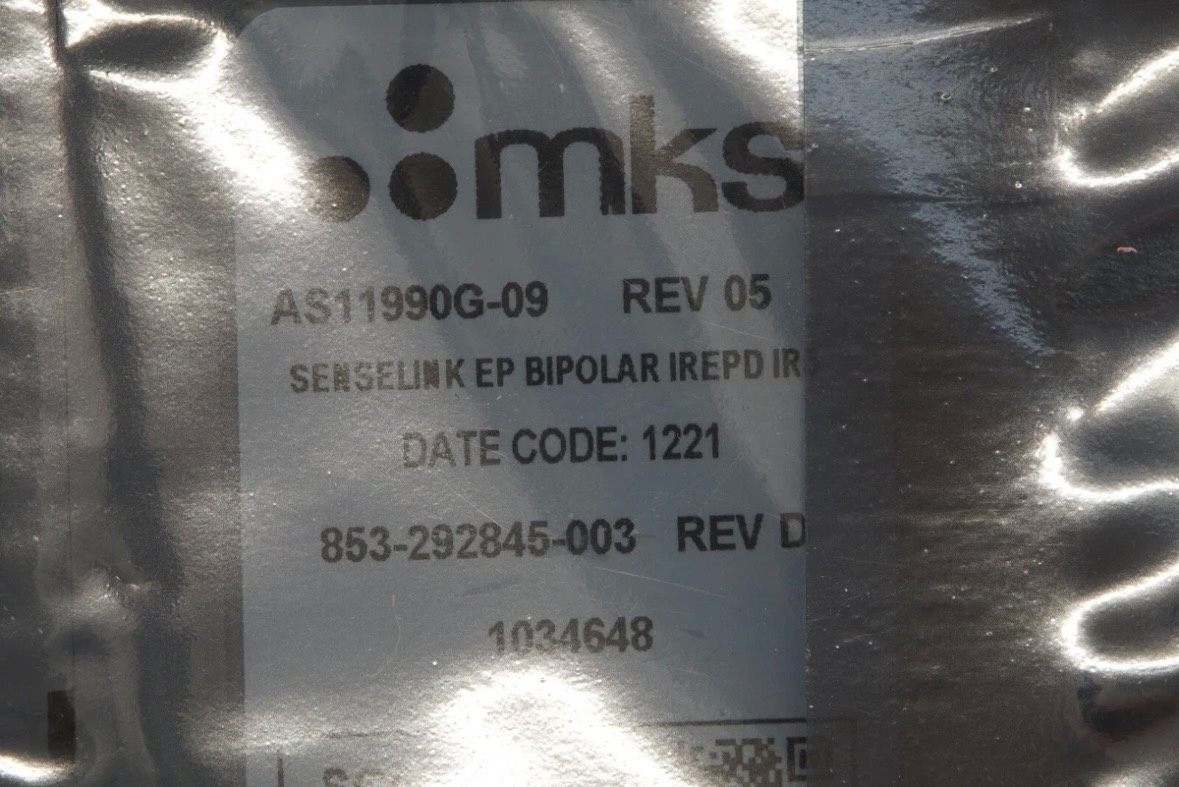 mks
AS11990G-09 REV 05
SENSELINK EP BIPOLAR IREPD
DATE CODE: 1221
853-292845-003 REV D
1034648